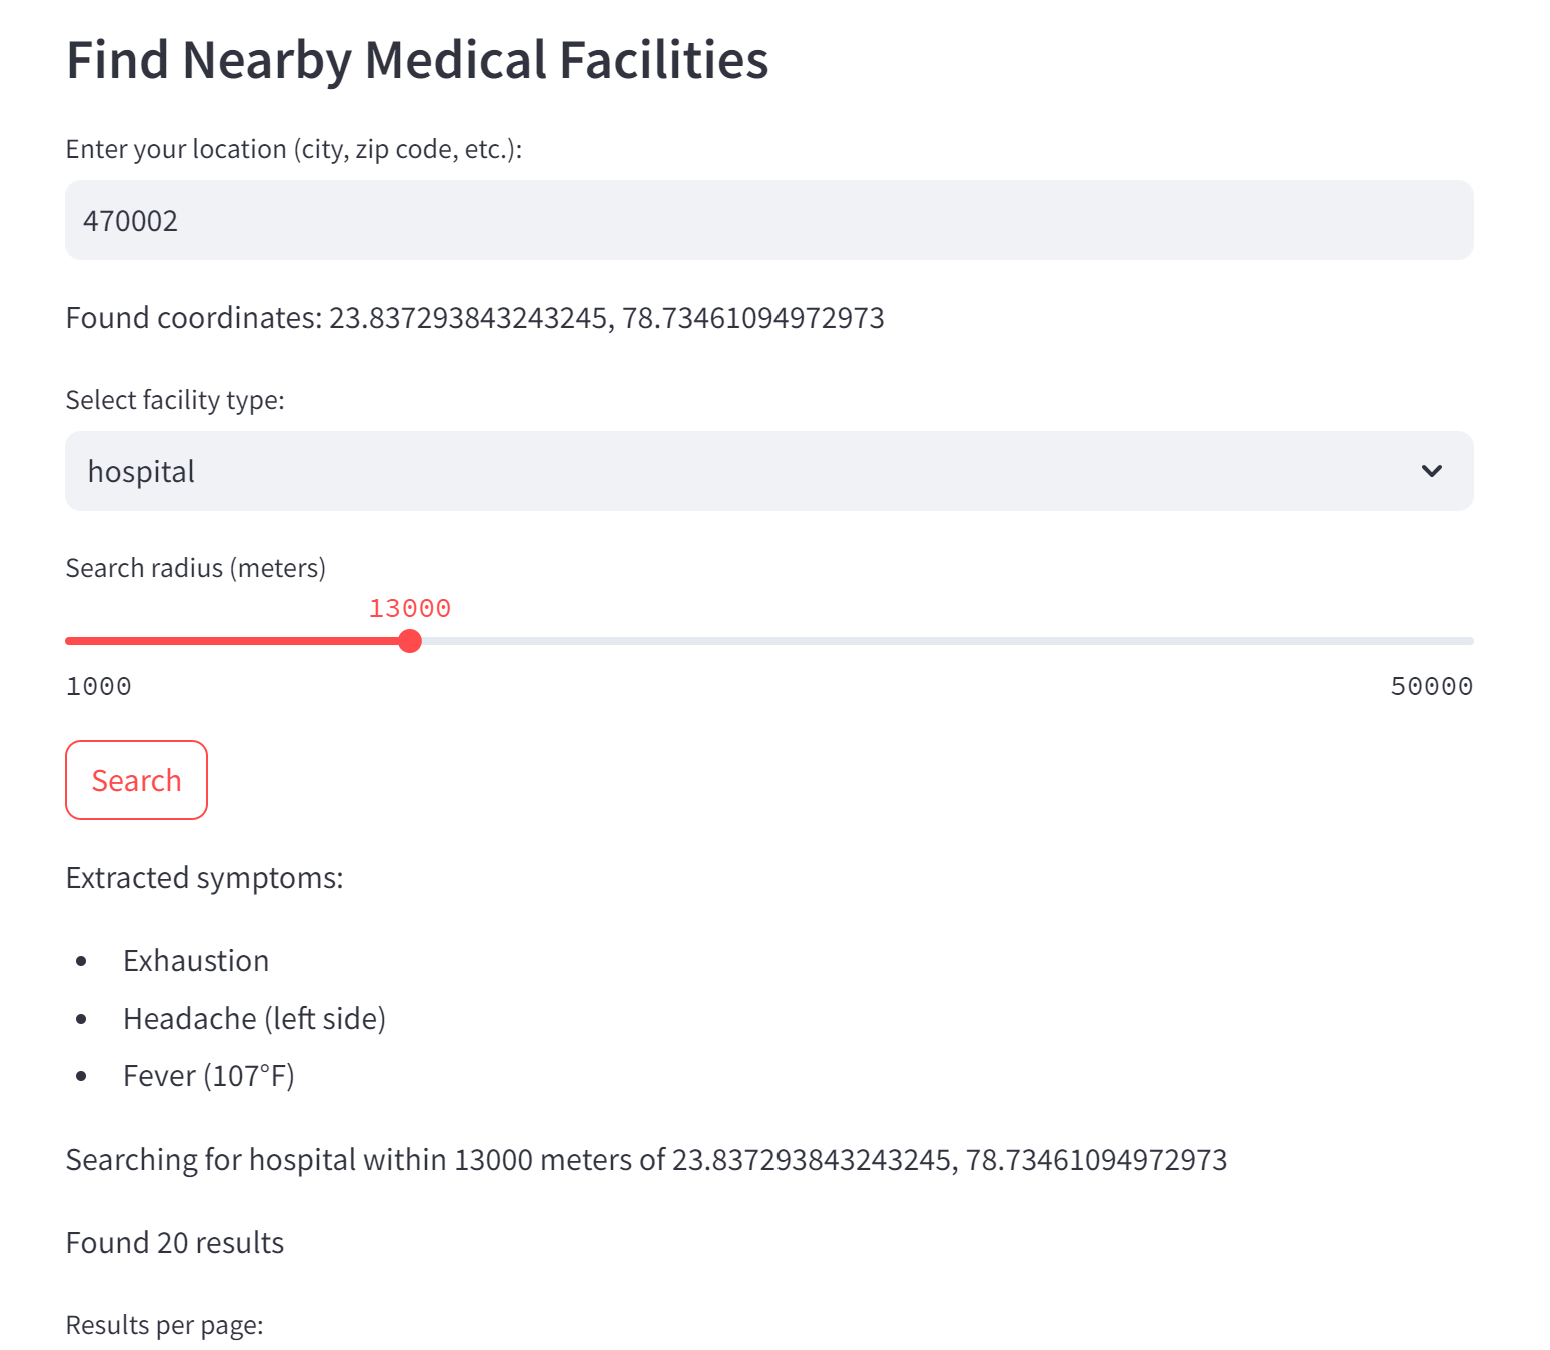 Find Nearby Medical Facilities
Enter your location (city, zip code, etc.):
470002
Found coordinates: 23.837293843243245, 78.73461094972973
Select facility type:
hospital
Search radius (meters)
13000
1000 50000
Search
Extracted symptoms:
• Exhaustion
• Headache (left side)
• Fever (107°F)
Searching for hospital within 13000 meters of 23.837293843243245, 78.73461094972973
Found 20 results
Results per page: